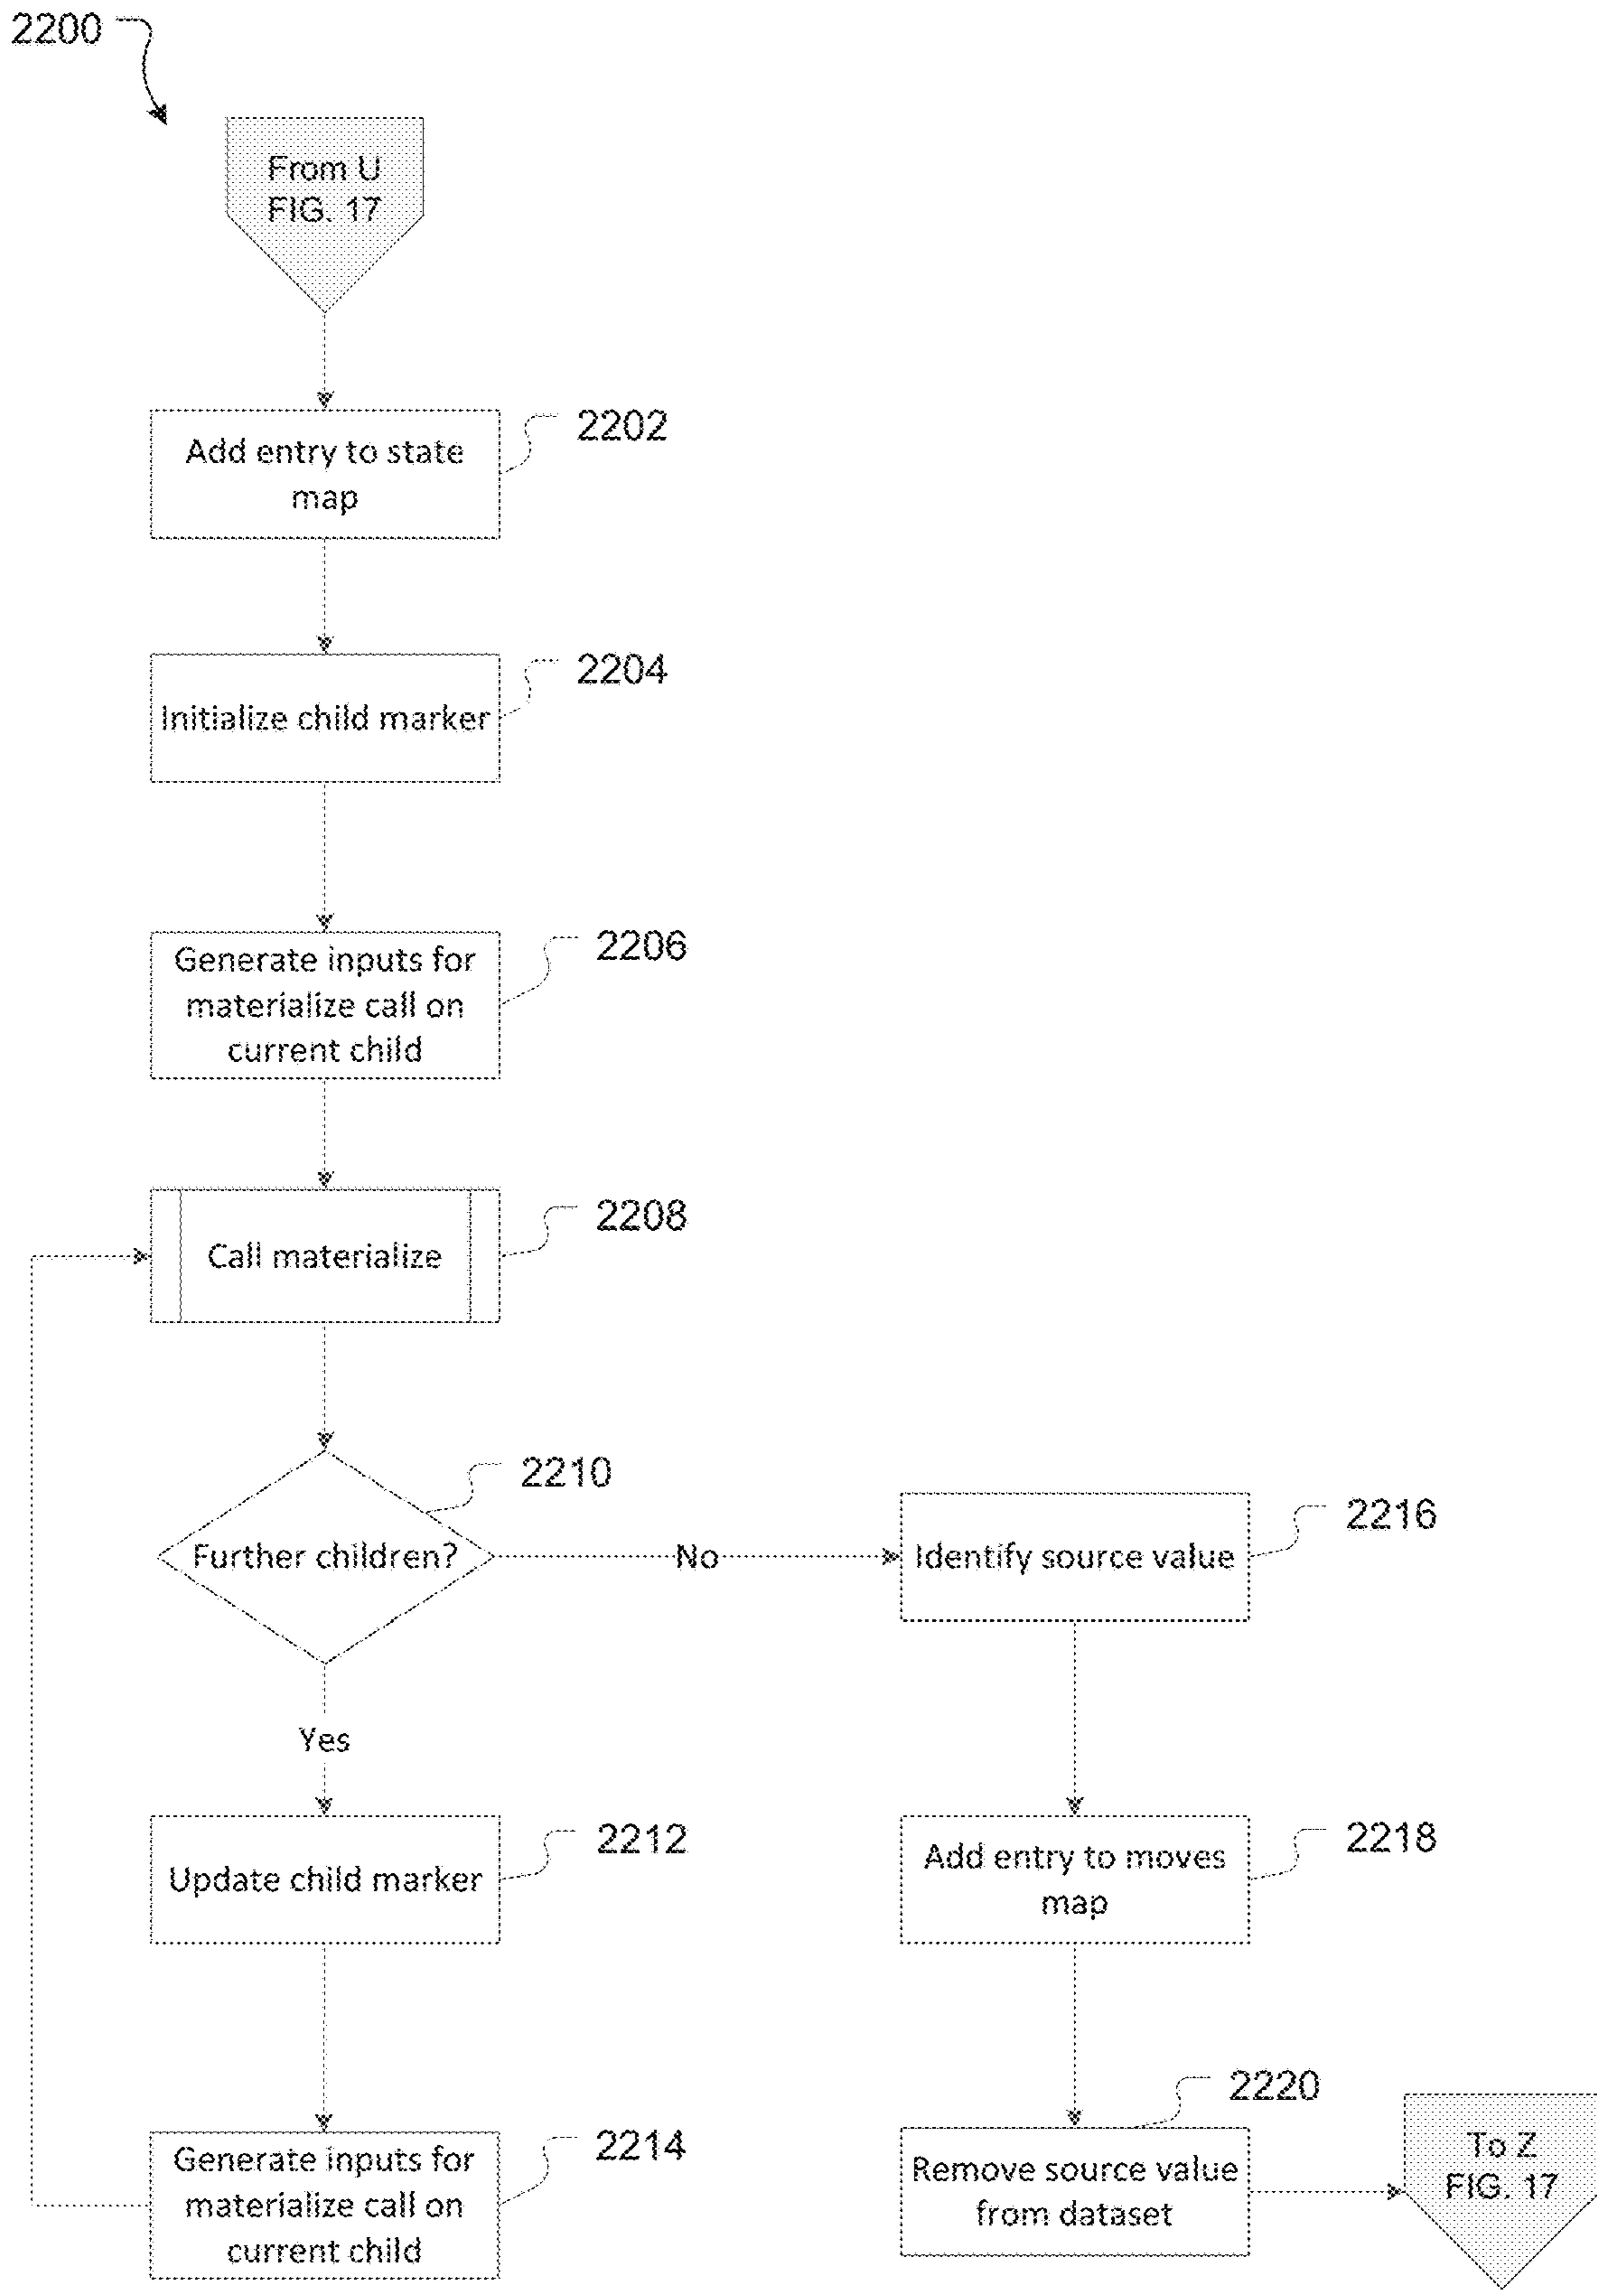 2200
From U
FIG. 17
2202
Add entry to state
map
2204
Initialize child marker
2206
Generate inputs for
materialize call on
current child
2208
Call materialize
2210
Further children?
No
2216
Identify source value
Yes
2212
Update child marker
2218
Add entry to moves
map
2214
Generate inputs for
materialize call on
current child
2220
Remove source value
from dataset
To Z
FIG. 17